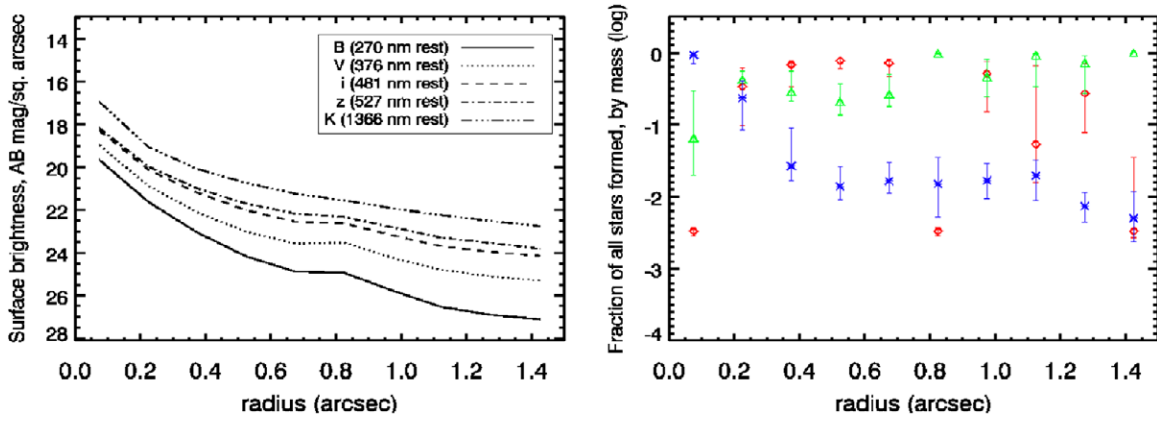 Surface brightness, AB mag/sq. arcsec
14
16
18
20
22
24
26
28
B (270 nm rest)
V (376 nm rest)
i (481 nm rest)
z (527 nm rest)
K (1366 nm rest)
0.0 0.2 0.4 0.6 0.8 1.0 1.2 1.4
radius (arcsec)
Fraction of all stars formed, by mass (log)
0
-1
-2
-3
-4
0.0 0.2 0.4 0.6 0.8 1.0 1.2 1.4
radius (arcsec)